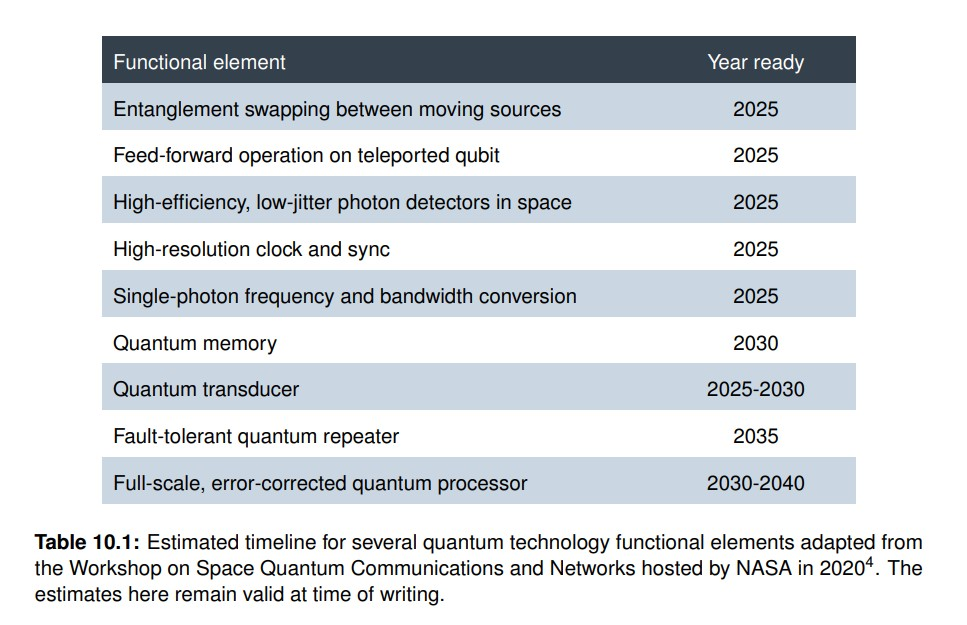 Functional element Year ready
Entanglement swapping between moving sources 2025
Feed-forward operation on teleported qubit 2025
High-efficiency, low-jitter photon detectors in space 2025
High-resolution clock and sync 2025
Single-photon frequency and bandwidth conversion 2025
Quantum memory 2030
Quantum transducer 2025-2030
Fault-tolerant quantum repeater 2035
Full-scale, error-corrected quantum processor 2030-2040
Table 10.1: Estimated timeline for several quantum technology functional elements adapted from
the Workshop on Space Quantum Communications and Networks hosted by NASA in 2020⁴. The
estimates here remain valid at time of writing.